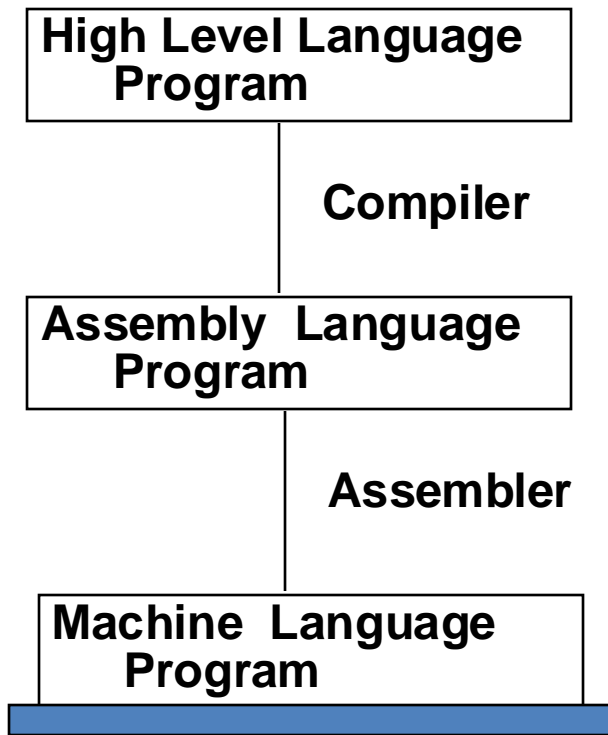 High Level Language
Program
Compiler
Assembly Language
Program
Assembler
Machine Language
Program